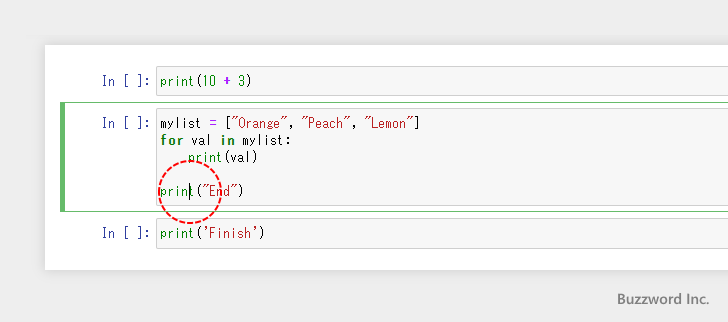 In [ ]: print(10 + 3)
In [ ]: mylist = ["Orange", "Peach", "Lemon"]
for val in mylist:
    print(val)
print("End")
In [ ]: print('Finish')
Buzzword Inc.